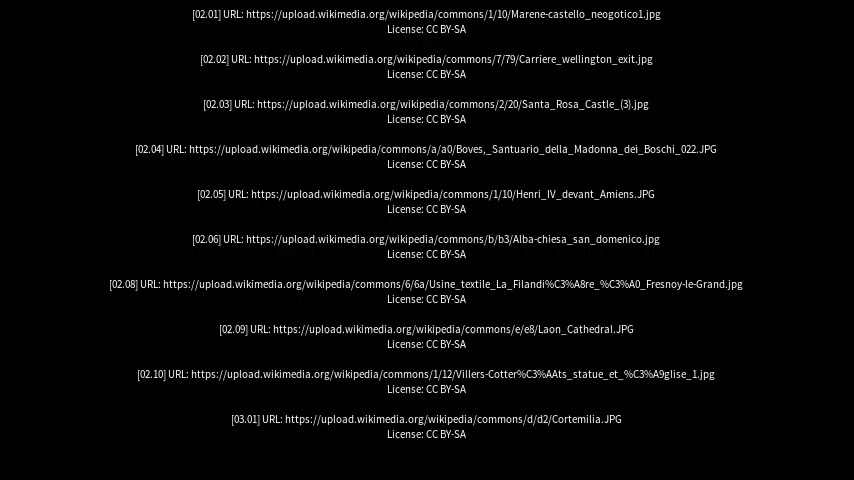 [02.01] URL: https://upload.wikimedia.org/wikipedia/commons/1/10/Marene-castello_neogotico1.jpg
License: CC BY-SA
[02.02] URL: https://upload.wikimedia.org/wikipedia/commons/7/79/Carriere_wellington_exit.jpg
License: CC BY-SA
[02.03] URL: https://upload.wikimedia.org/wikipedia/commons/2/20/Santa_Rosa_Castle_(3).jpg
License: CC BY-SA
[02.04] URL: https://upload.wikimedia.org/wikipedia/commons/a/a0/Boves,_Santuario_della_Madonna_dei_Boschi_022.JPG
License: CC BY-SA
[02.05] URL: https://upload.wikimedia.org/wikipedia/commons/1/10/Henri_IV_devant_Amiens.JPG
License: CC BY-SA
[02.06] URL: https://upload.wikimedia.org/wikipedia/commons/b/b3/Alba-chiesa_san_domenico.jpg
License: CC BY-SA
[02.08] URL: https://upload.wikimedia.org/wikipedia/commons/6/6a/Usine_textile_La_Filandi%C3%A8re_%C3%A0_Fresnoy-le-Grand.jpg
License: CC BY-SA
[02.09] URL: https://upload.wikimedia.org/wikipedia/commons/e/e8/Laon_Cathedral.JPG
License: CC BY-SA
[02.10] URL: https://upload.wikimedia.org/wikipedia/commons/1/12/Villers-Cotter%C3%AAts_statue_et_%C3%A9glise_1.jpg
License: CC BY-SA
[03.01] URL: https://upload.wikimedia.org/wikipedia/commons/d/d2/Cortemilia.JPG
License: CC BY-SA